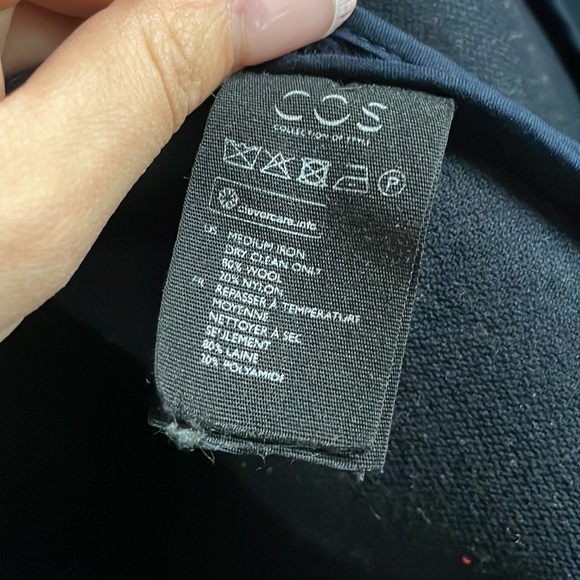 COS
COLLECTION OF STYLE
P
clevercare.info
US MEDIUM IRON
DRY CLEAN ONLY
80% WOOL
20% NYLON
FR REPASSER À TEMPERATURE
MOYENNE
NETTOYER À SEC
SEULEMENT
80% LAINE
20% POLYAMIDE